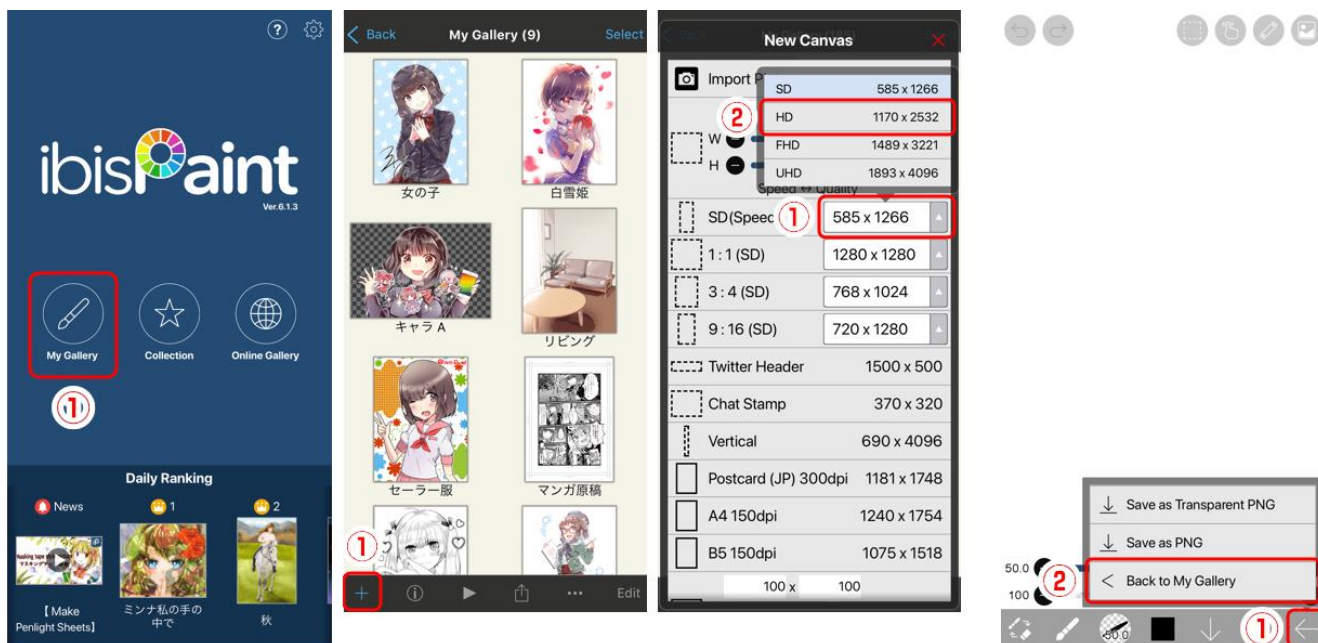 ?
ibisPaint
Ver.6.1.3
My Gallery
Collection
Online Gallery
①
Daily Ranking
News
1
2
【 Make
Penlight Sheets】
ミンナ私の手の
中で
秋
Back My Gallery (9) Select
女の子
白雪姫
キャラ A
リビング
セーラー服
マンガ原稿
①
+
Edit
New Canvas
Import P
SD 585 x 1266
② HD 1170 x 2532
FHD 1489 x 3221
UHD 1893 x 4096
W
H
Speed ⇔ Quality
SD(Speed ① 585 x 1266
1 : 1 (SD) 1280 x 1280
3 : 4 (SD) 768 x 1024
9 : 16 (SD) 720 x 1280
Twitter Header 1500 x 500
Chat Stamp 370 x 320
Vertical 690 x 4096
Postcard (JP) 300dpi 1181 x 1748
A4 150dpi 1240 x 1754
B5 150dpi 1075 x 1518
100 x 100
Save as Transparent PNG
Save as PNG
② < Back to My Gallery
50.0
100
50.0
①